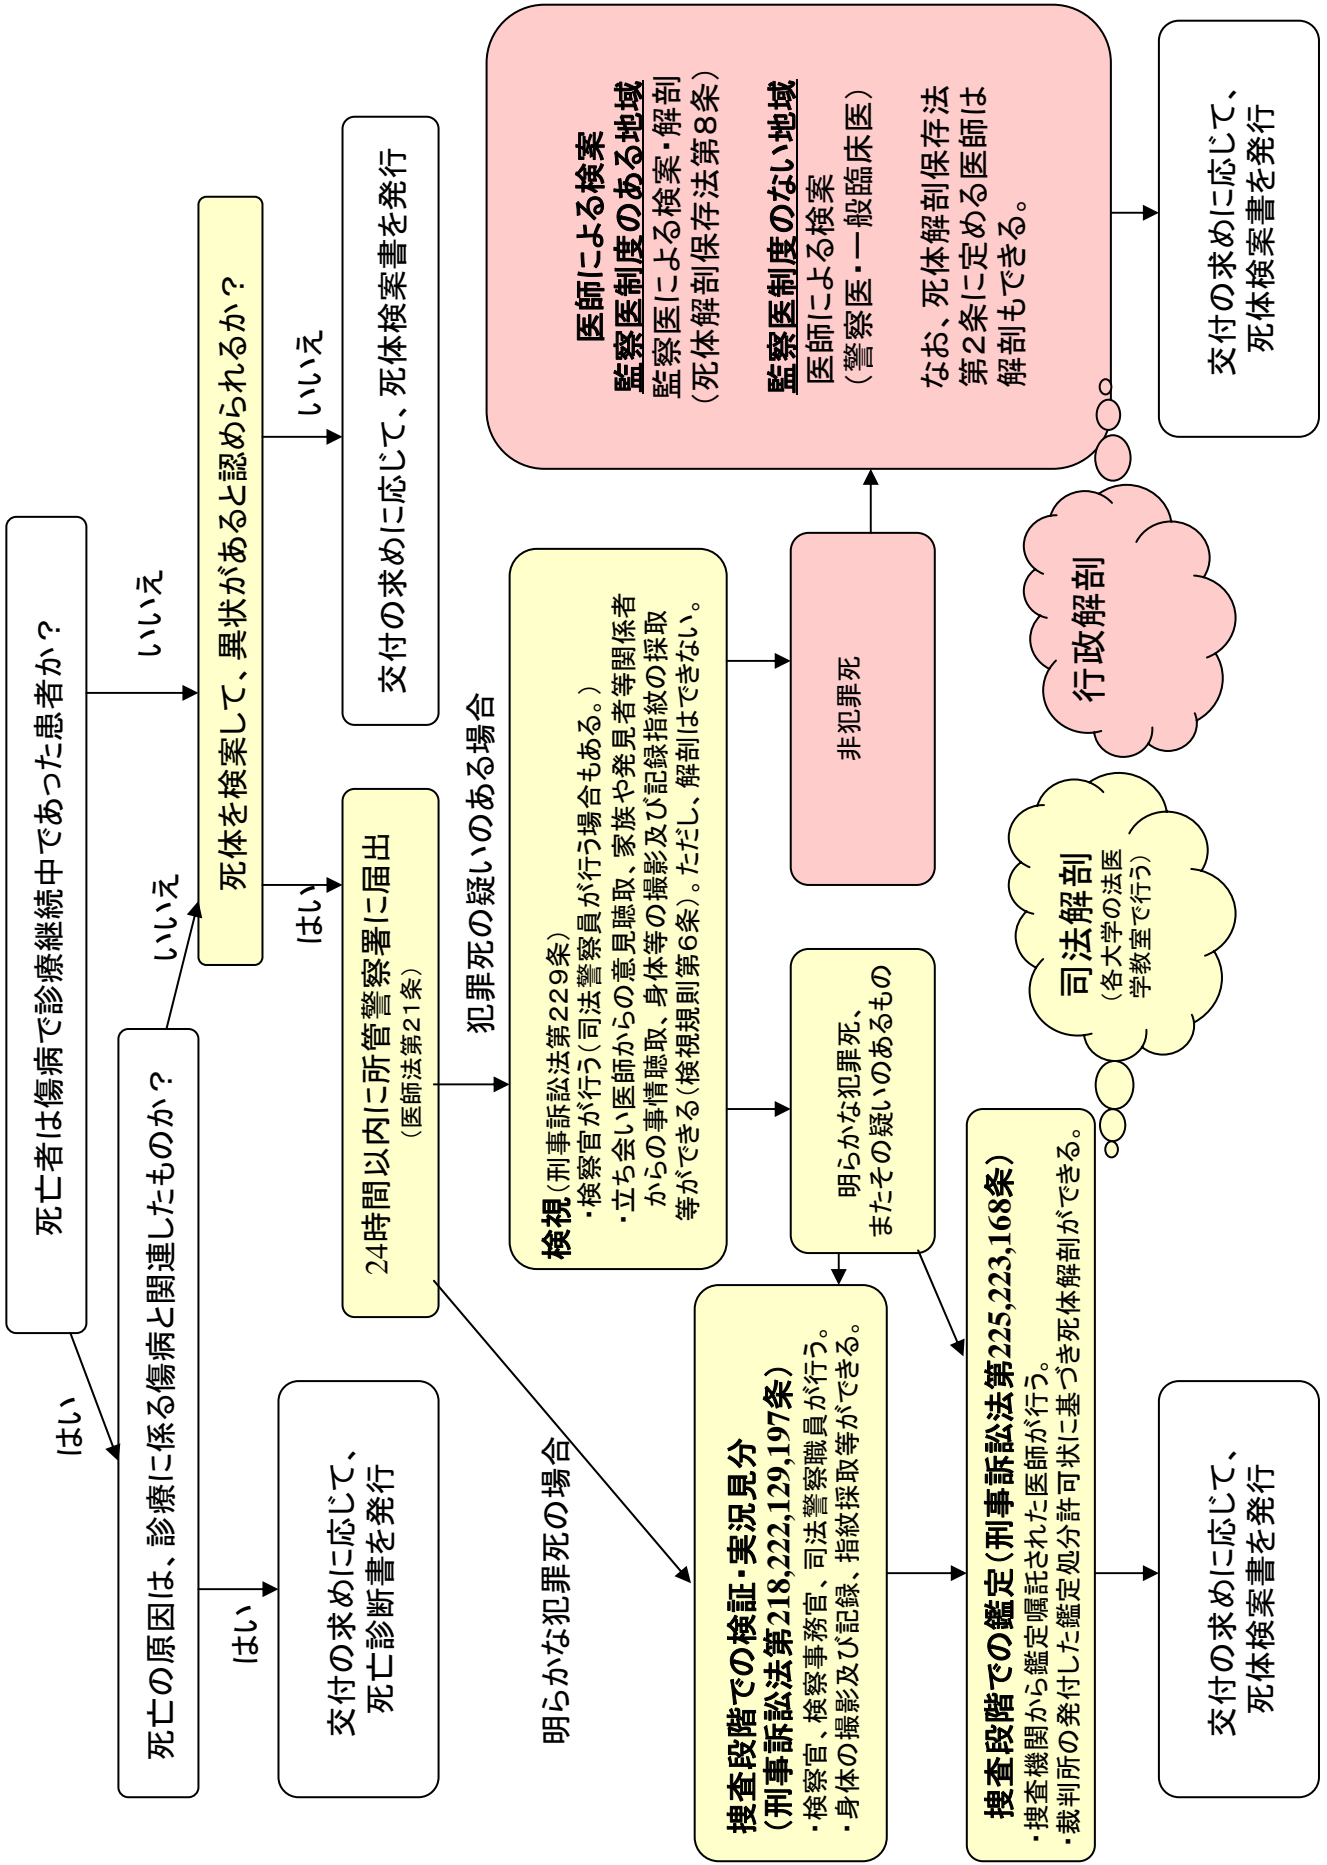 死亡者は傷病で診療継続中であった患者か？
はい
いいえ
死亡の原因は、診療に係る傷病と関連したものか？
いいえ
死体を検案して、異状があると認められるか？
はい
はい
いいえ
交付の求めに応じて、
死亡診断書を発行
24時間以内に所管警察署に届出
（医師法第21条）
交付の求めに応じて、死体検案書を発行
明らかな犯罪死の場合
犯罪死の疑いのある場合
検視（刑事訴訟法第229条）
・検察官が行う（司法警察員が行う場合もある。）
・立ち会い医師からの意見聴取、家族や発見者等関係者
からの事情聴取、身体等の撮影及び記録指紋の採取
等ができる（検視規則第6条）。ただし、解剖はできない。
医師による検案
監察医制度のある地域
監察医による検案・解剖
（死体解剖保存法第8条）
監察医制度のない地域
医師による検案
（警察医・一般臨床医）
なお、死体解剖保存法
第2条に定める医師は
解剖もできる。
捜査段階での検証・実況見分
（刑事訴訟法第218,222,129,197条）
・検察官、検察事務官、司法警察職員が行う。
・身体の撮影及び記録、指紋採取等ができる。
明らかな犯罪死、
またその疑いのあるもの
非犯罪死
捜査段階での鑑定（刑事訴訟法第225,223,168条）
・捜査機関から鑑定嘱託された医師が行う。
・裁判所の発付した鑑定処分許可状に基づき死体解剖ができる。
司法解剖
（各大学の法医
学教室で行う）
行政解剖
交付の求めに応じて、
死体検案書を発行
交付の求めに応じて、
死体検案書を発行